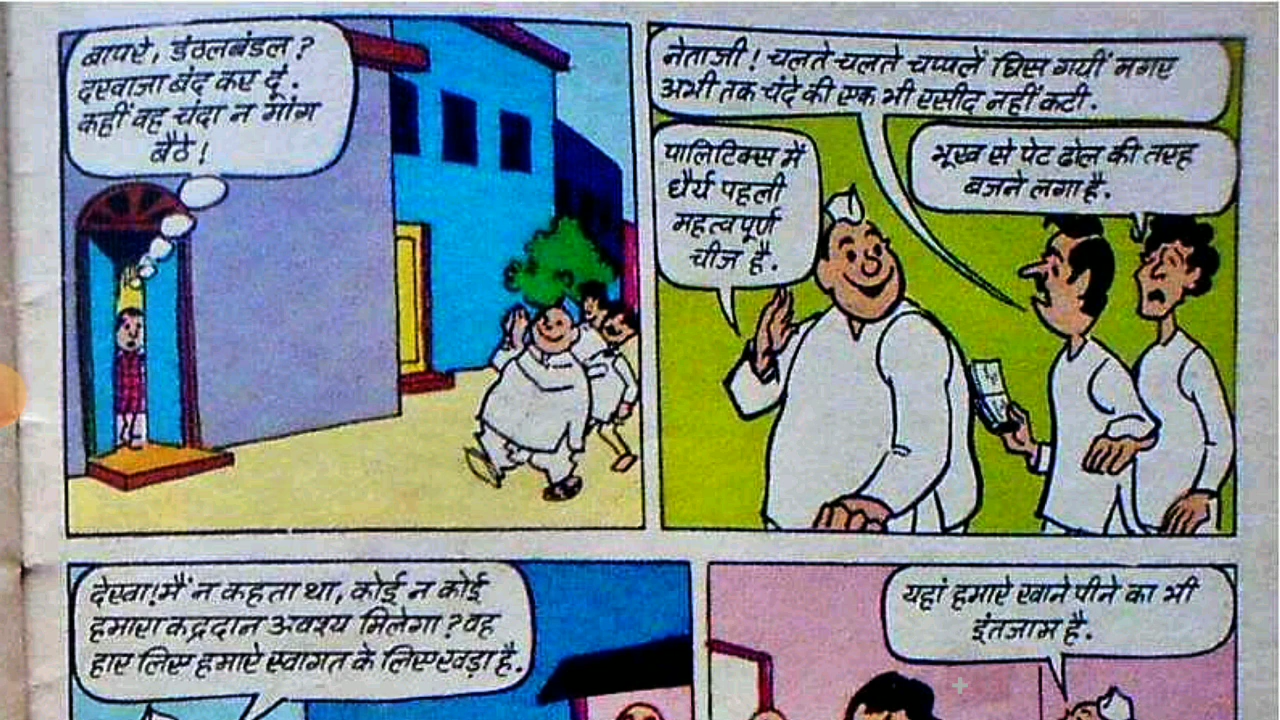 बापरे, डंठलबंडल ?
दरवाजा बंद कर दूं.
कहीं वह चंदा न मांग
बैठे !
नेताजी ! चलते चलते चप्पलें घिस गयीं मगर
अभी तक चंदे की एक भी रसीद नहीं कटी.
पालिटिक्स में
धैर्य पहली
महत्वपूर्ण
चीज है.
भूख से पेट ढोल की तरह
बजने लगा है.
देखा! मैं न कहता था, कोई न कोई
हमारा कद्रदान अवश्य मिलेगा ? वह
हार लिए हमारे स्वागत के लिए खड़ा है.
यहां हमारे खाने पीने का भी
इंतजाम है.